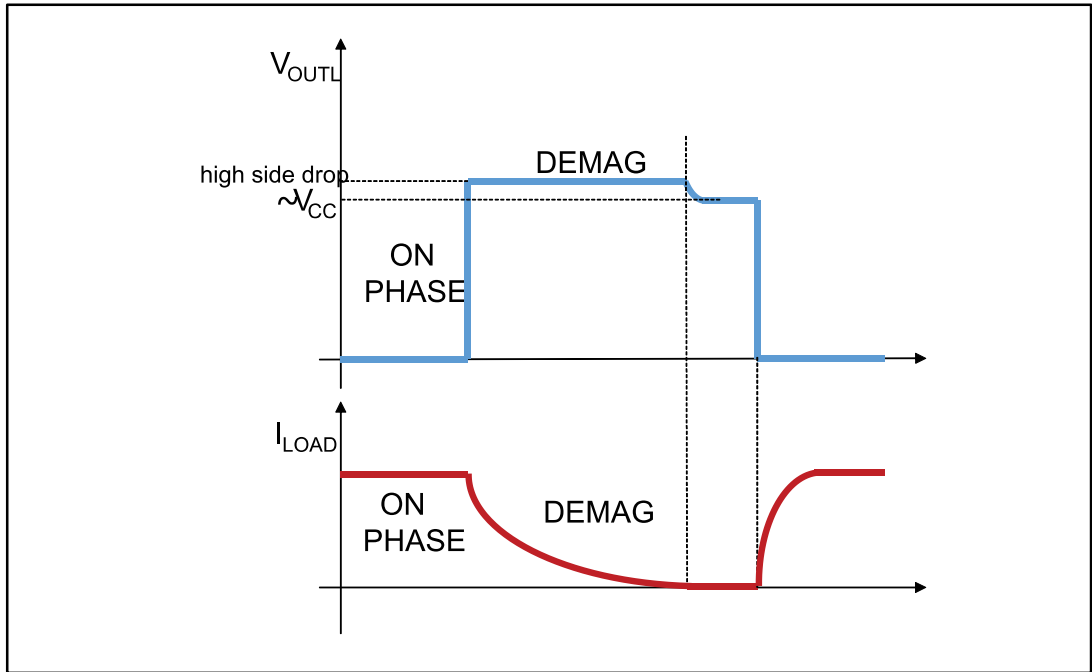 VOUTL
DEMAG
high side drop
~VCC
ON
PHASE
ILOAD
ON
PHASE
DEMAG